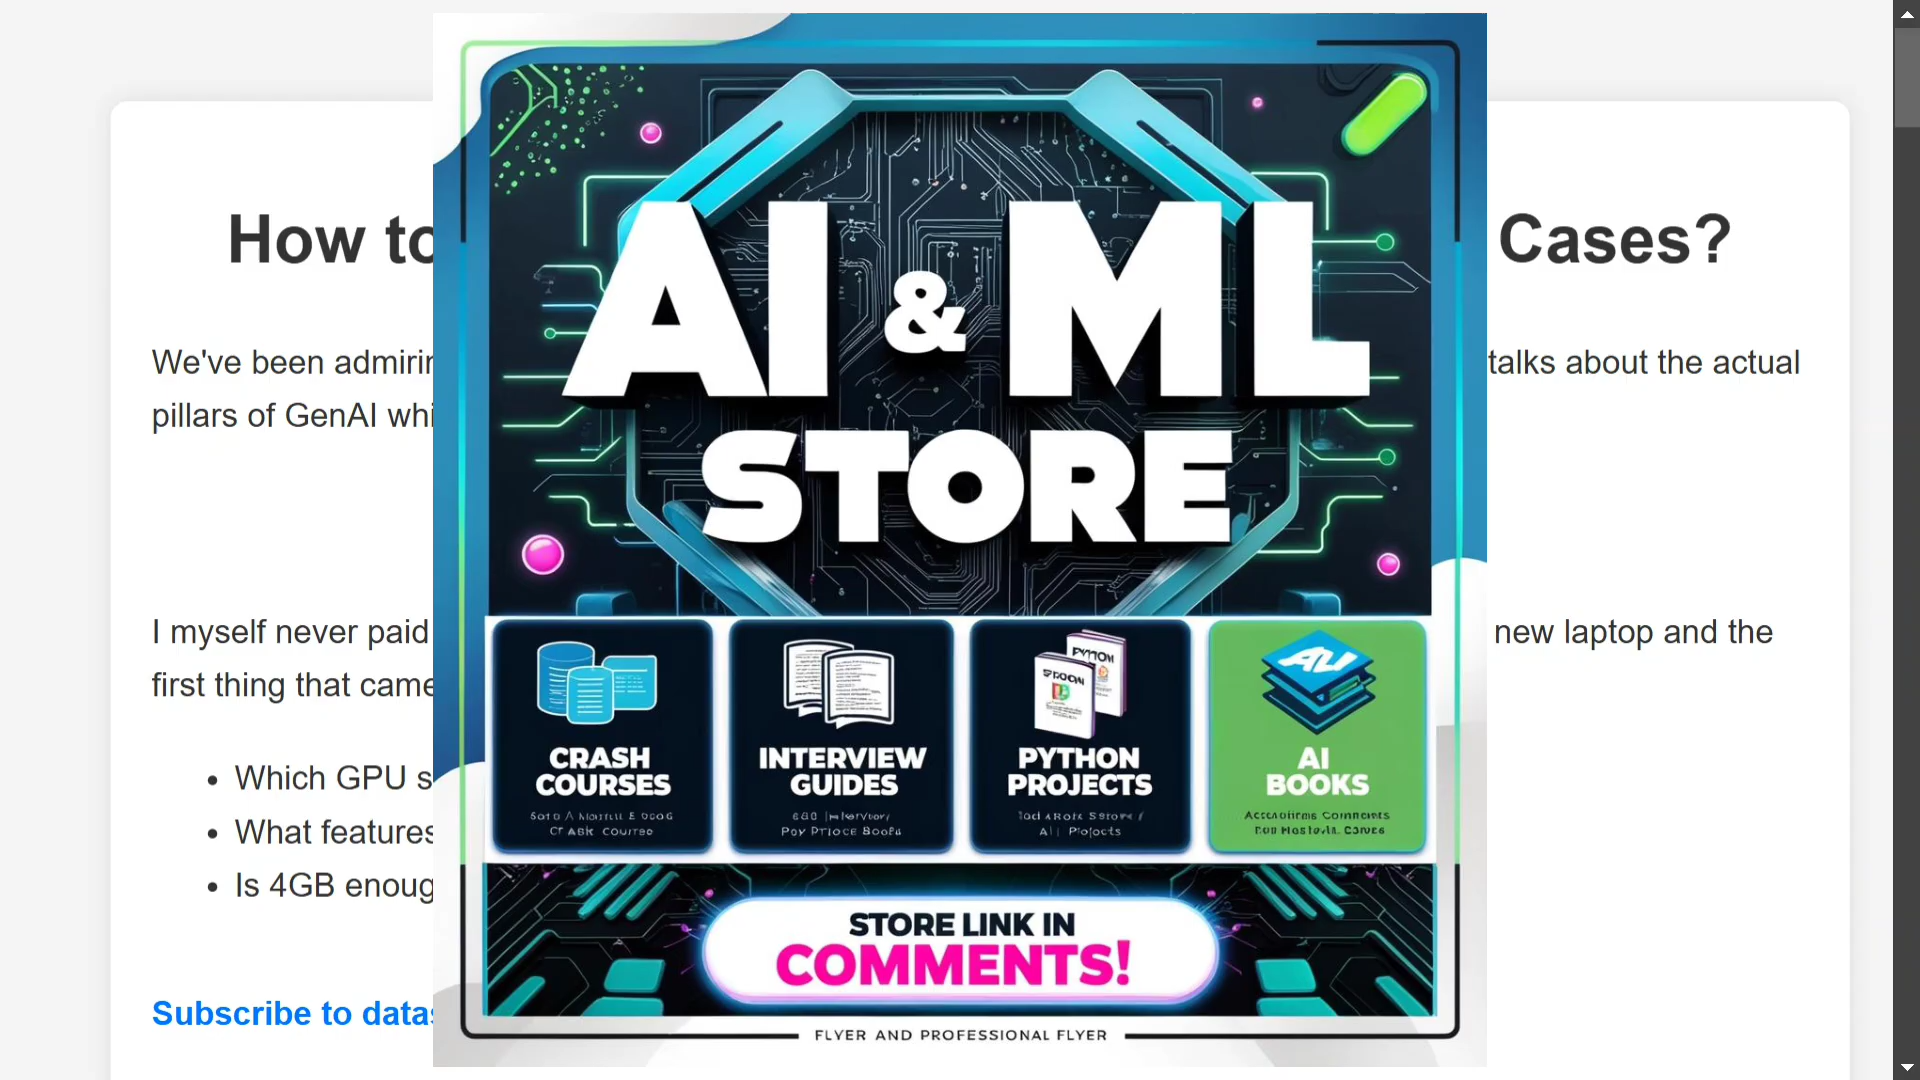 How to
Cases?
We've been admirin
talks about the actual
pillars of GenAI whi
I myself never paid
new laptop and the
first thing that came
Which GPU s
What features
Is 4GB enoug
Subscribe to datas
AI & ML
STORE
CRASH
COURSES
INTERVIEW
GUIDES
PYTHON
PROJECTS
AI
BOOKS
STORE LINK IN
COMMENTS!
FLYER AND PROFESSIONAL FLYER